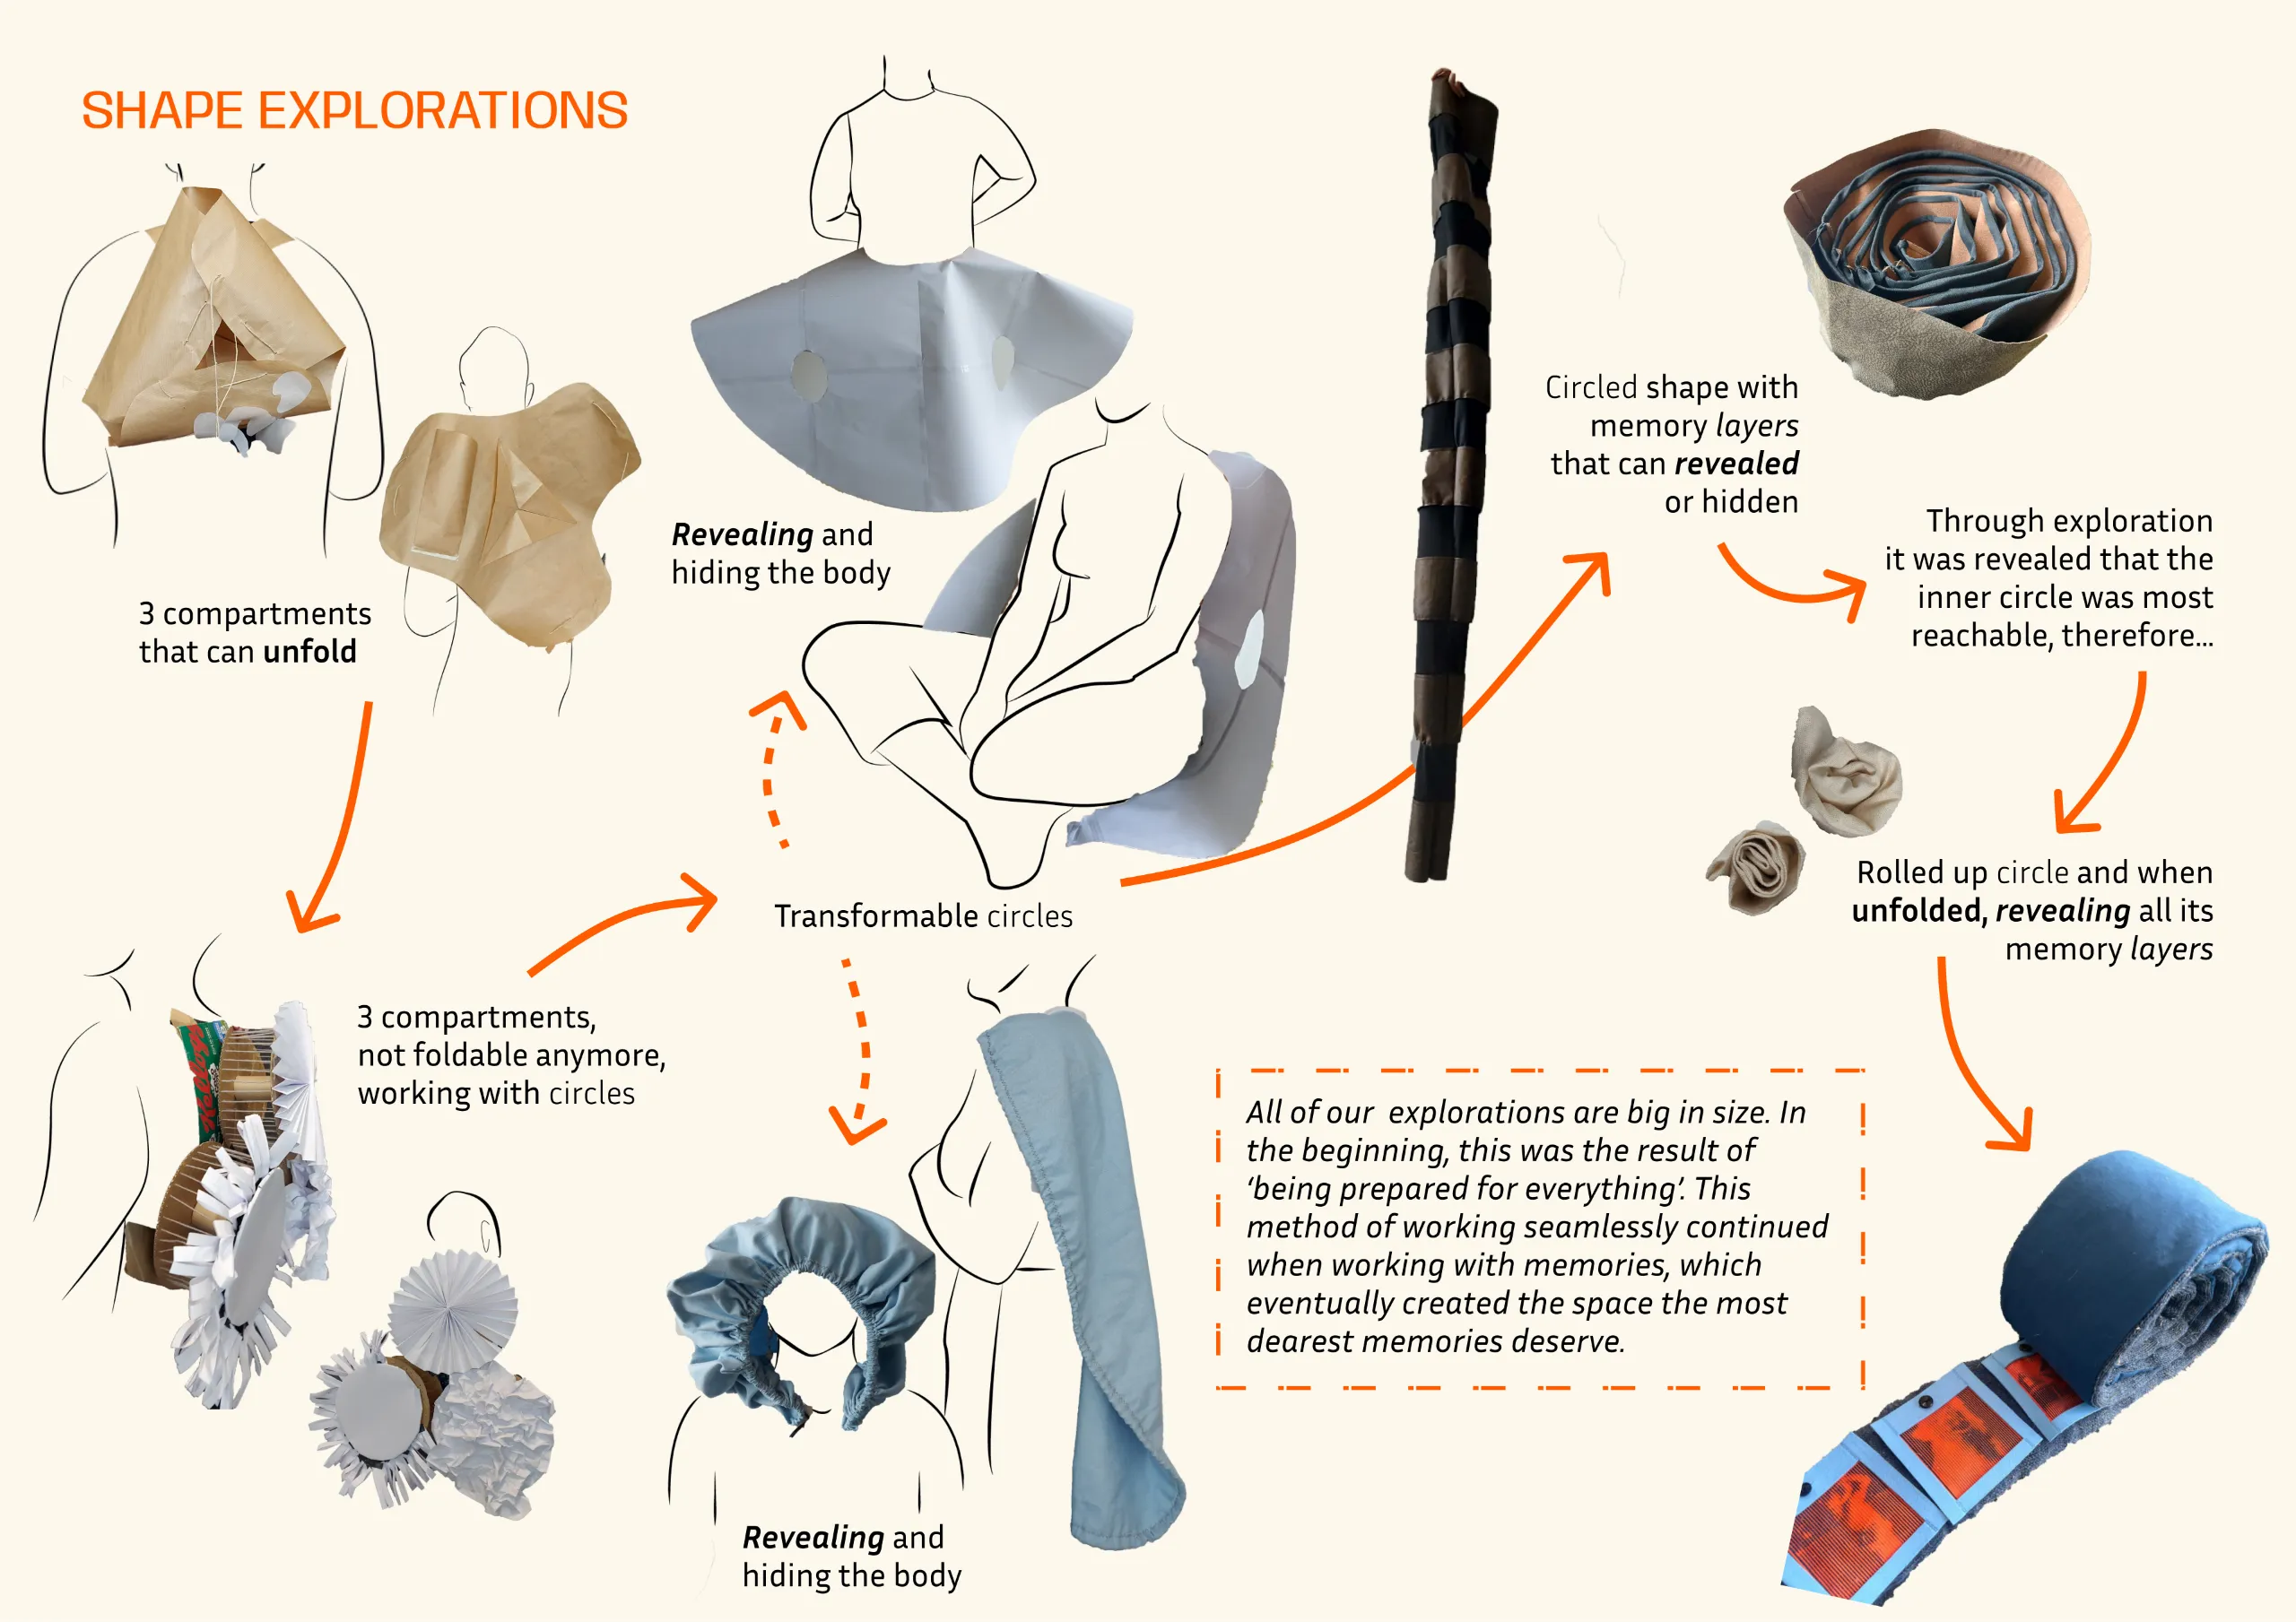 SHAPE EXPLORATIONS
3 compartments
that can unfold
3 compartments,
not foldable anymore,
working with circles
Revealing and
hiding the body
Transformable circles
Revealing and
hiding the body
Circled shape with
memory layers
that can revealed
or hidden
Through exploration
it was revealed that the
inner circle was most
reachable, therefore...
Rolled up circle and when
unfolded, revealing all its
memory layers
All of our  explorations are big in size. In
the beginning, this was the result of
‘being prepared for everything’. This
method of working seamlessly continued
when working with memories, which
eventually created the space the most
dearest memories deserve.
Kellogg's